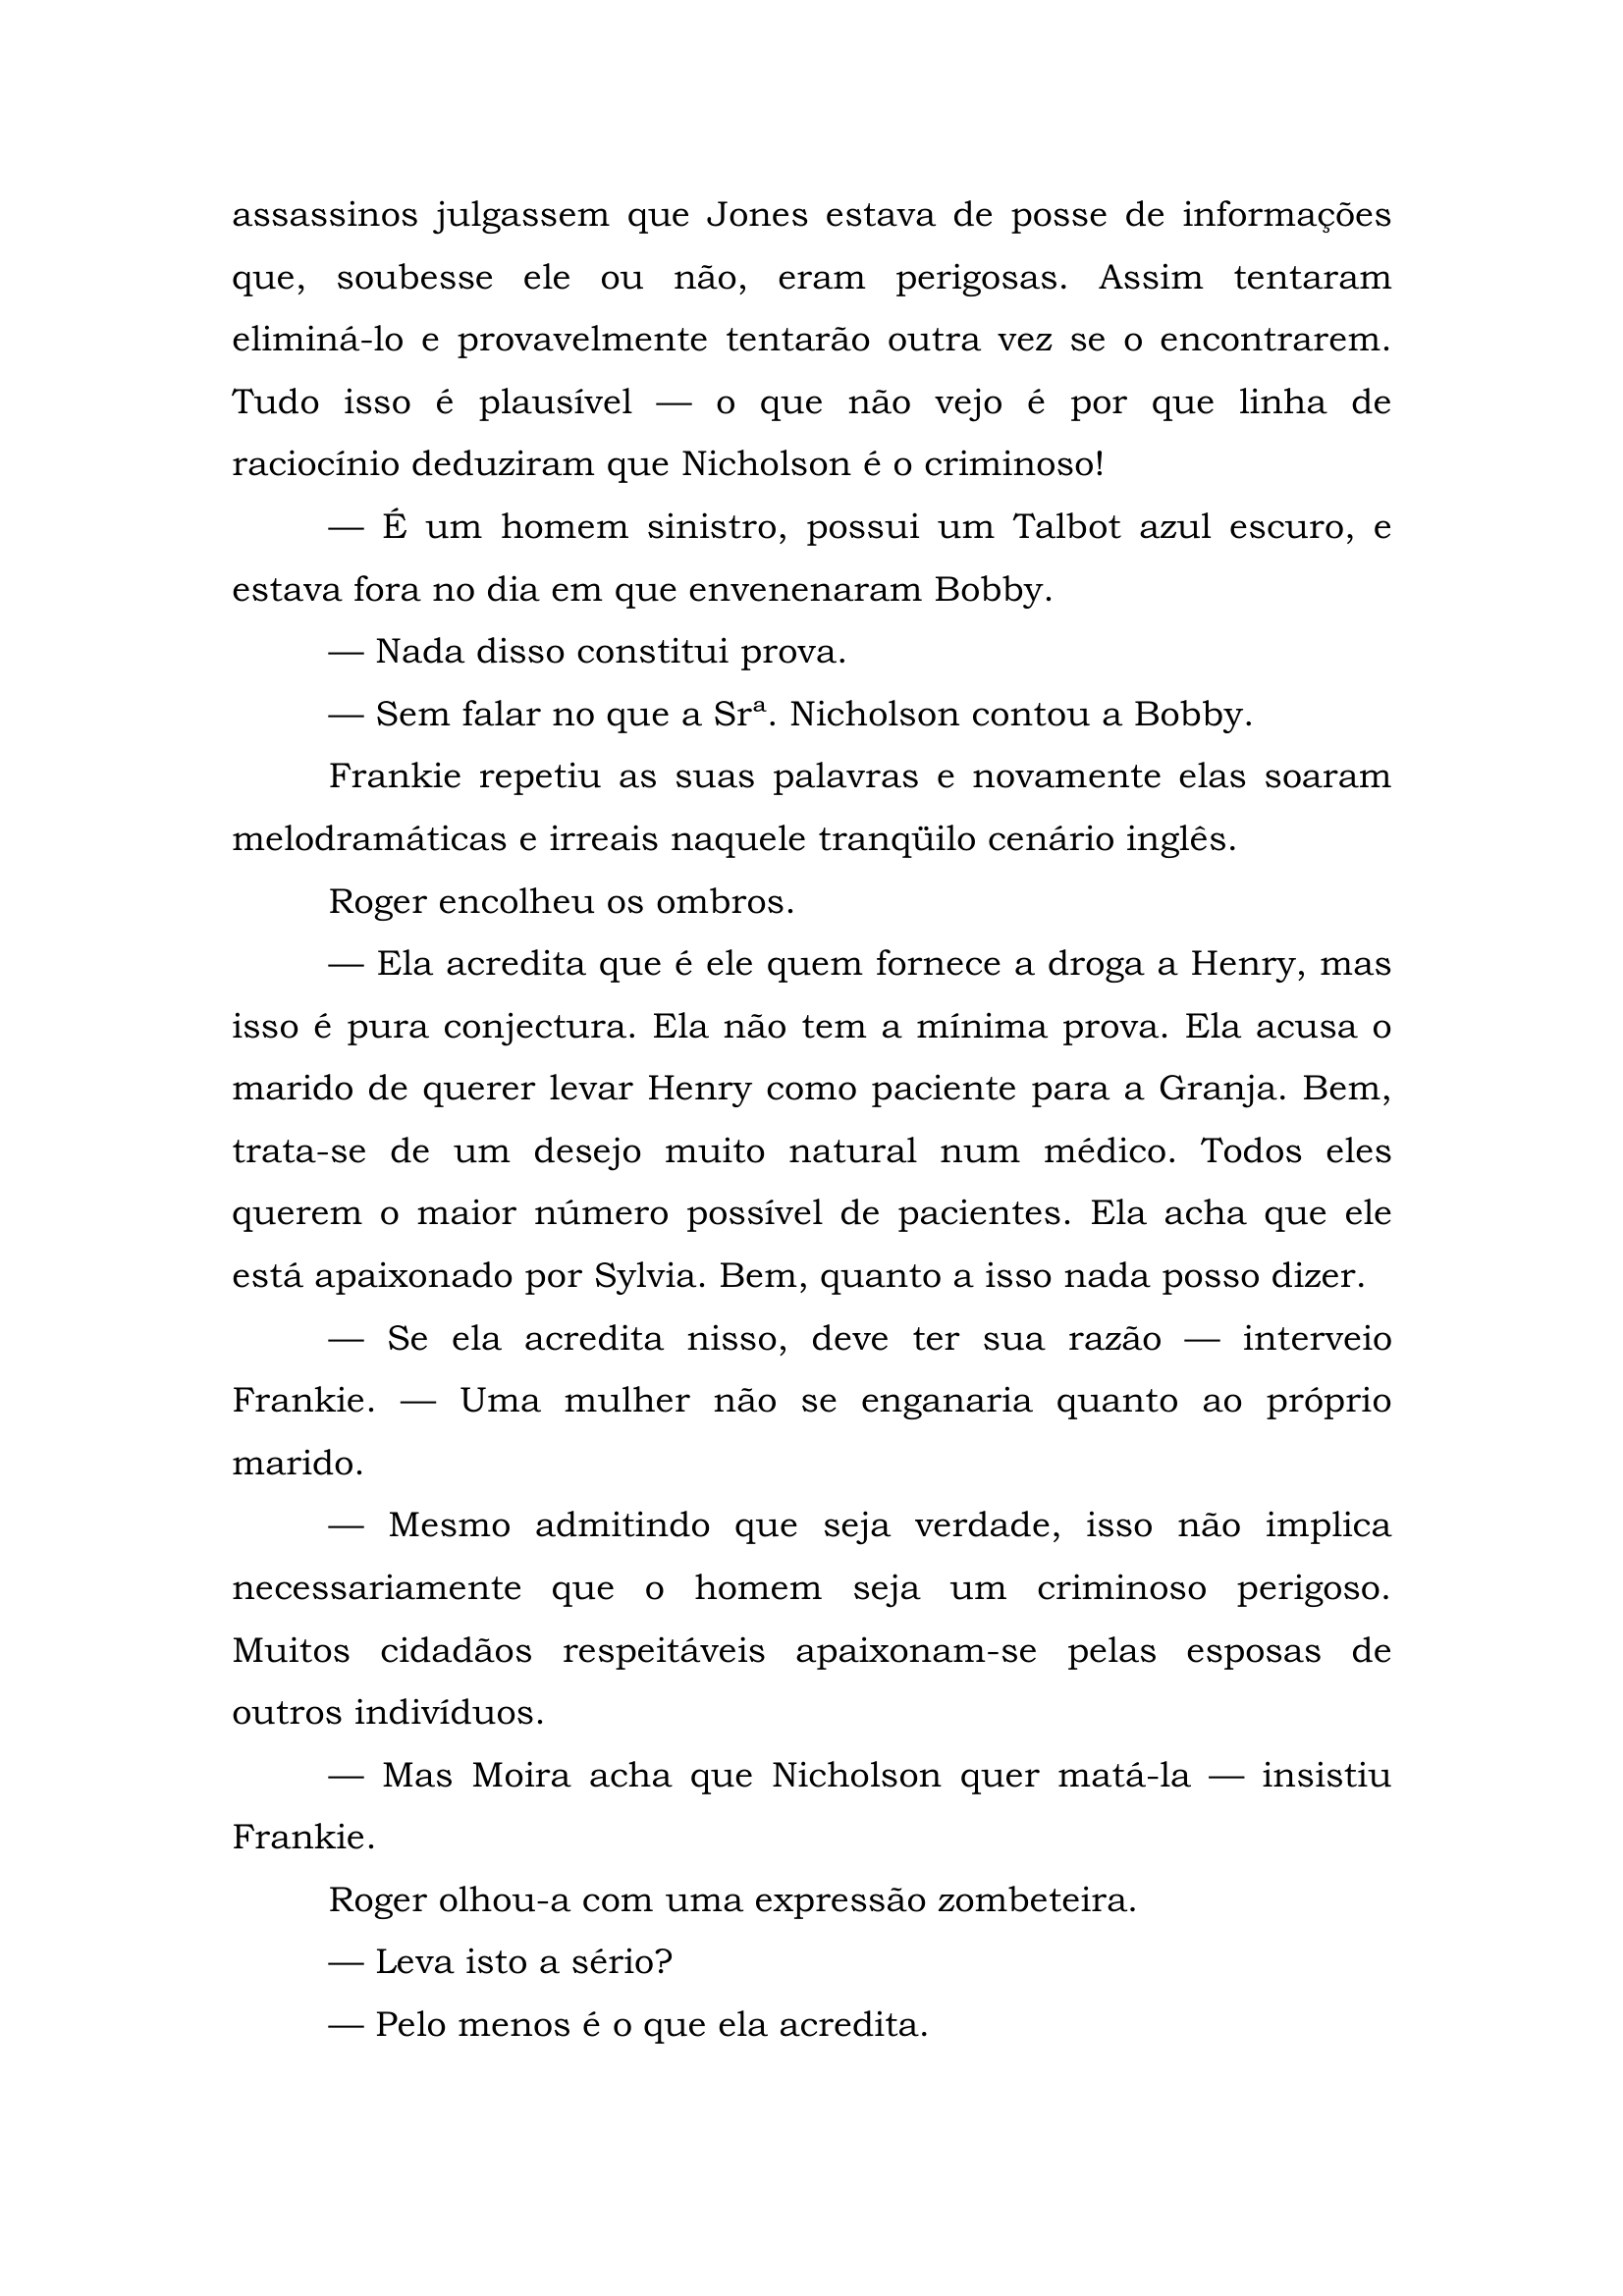 assassinos julgassem que Jones estava de posse de informações
que, soubesse ele ou não, eram perigosas. Assim tentaram
eliminá-lo e provavelmente tentarão outra vez se o encontrarem.
Tudo isso é plausível — o que não vejo é por que linha de
raciocínio deduziram que Nicholson é o criminoso!
— É um homem sinistro, possui um Talbot azul escuro, e
estava fora no dia em que envenenaram Bobby.
— Nada disso constitui prova.
— Sem falar no que a Srª. Nicholson contou a Bobby.
Frankie repetiu as suas palavras e novamente elas soaram
melodramáticas e irreais naquele tranqüilo cenário inglês.
Roger encolheu os ombros.
— Ela acredita que é ele quem fornece a droga a Henry, mas
isso é pura conjectura. Ela não tem a mínima prova. Ela acusa o
marido de querer levar Henry como paciente para a Granja. Bem,
trata-se de um desejo muito natural num médico. Todos eles
querem o maior número possível de pacientes. Ela acha que ele
está apaixonado por Sylvia. Bem, quanto a isso nada posso dizer.
— Se ela acredita nisso, deve ter sua razão — interveio
Frankie. — Uma mulher não se enganaria quanto ao próprio
marido.
— Mesmo admitindo que seja verdade, isso não implica
necessariamente que o homem seja um criminoso perigoso.
Muitos cidadãos respeitáveis apaixonam-se pelas esposas de
outros indivíduos.
— Mas Moira acha que Nicholson quer matá-la — insistiu
Frankie.
Roger olhou-a com uma expressão zombeteira.
— Leva isto a sério?
— Pelo menos é o que ela acredita.